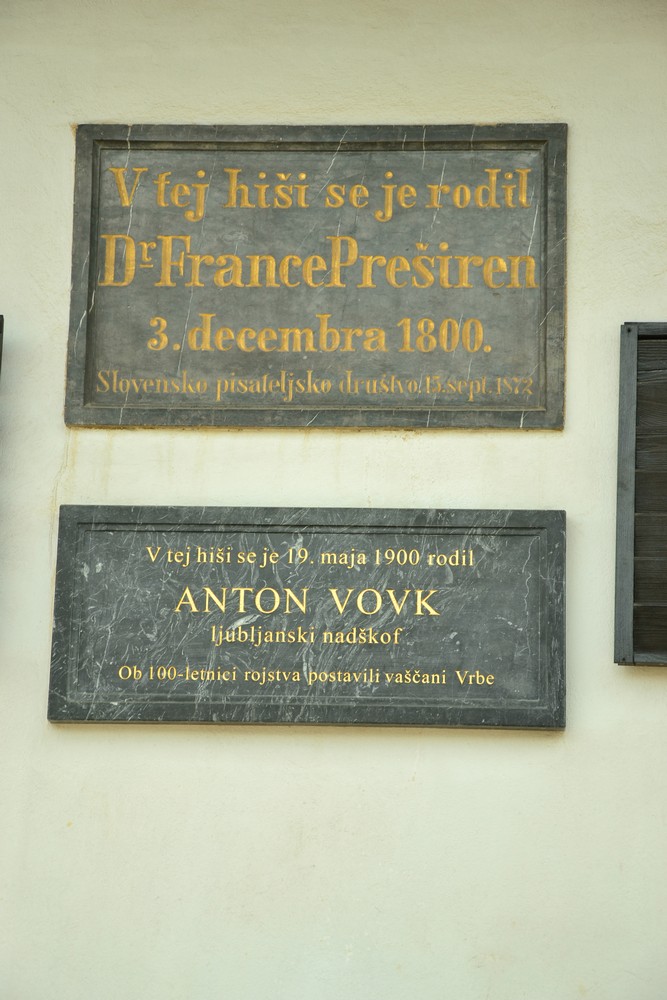 V tej hiši se je rodil
Dr. France Preširen
3. decembra 1800.
Slovensko pisateljsko društvo, 15. sept. 1872
V tej hiši se je 19. maja 1900 rodil
ANTON VOVK
ljubljanski nadškof
Ob 100-letnici rojstva postavili vaščani Vrbe